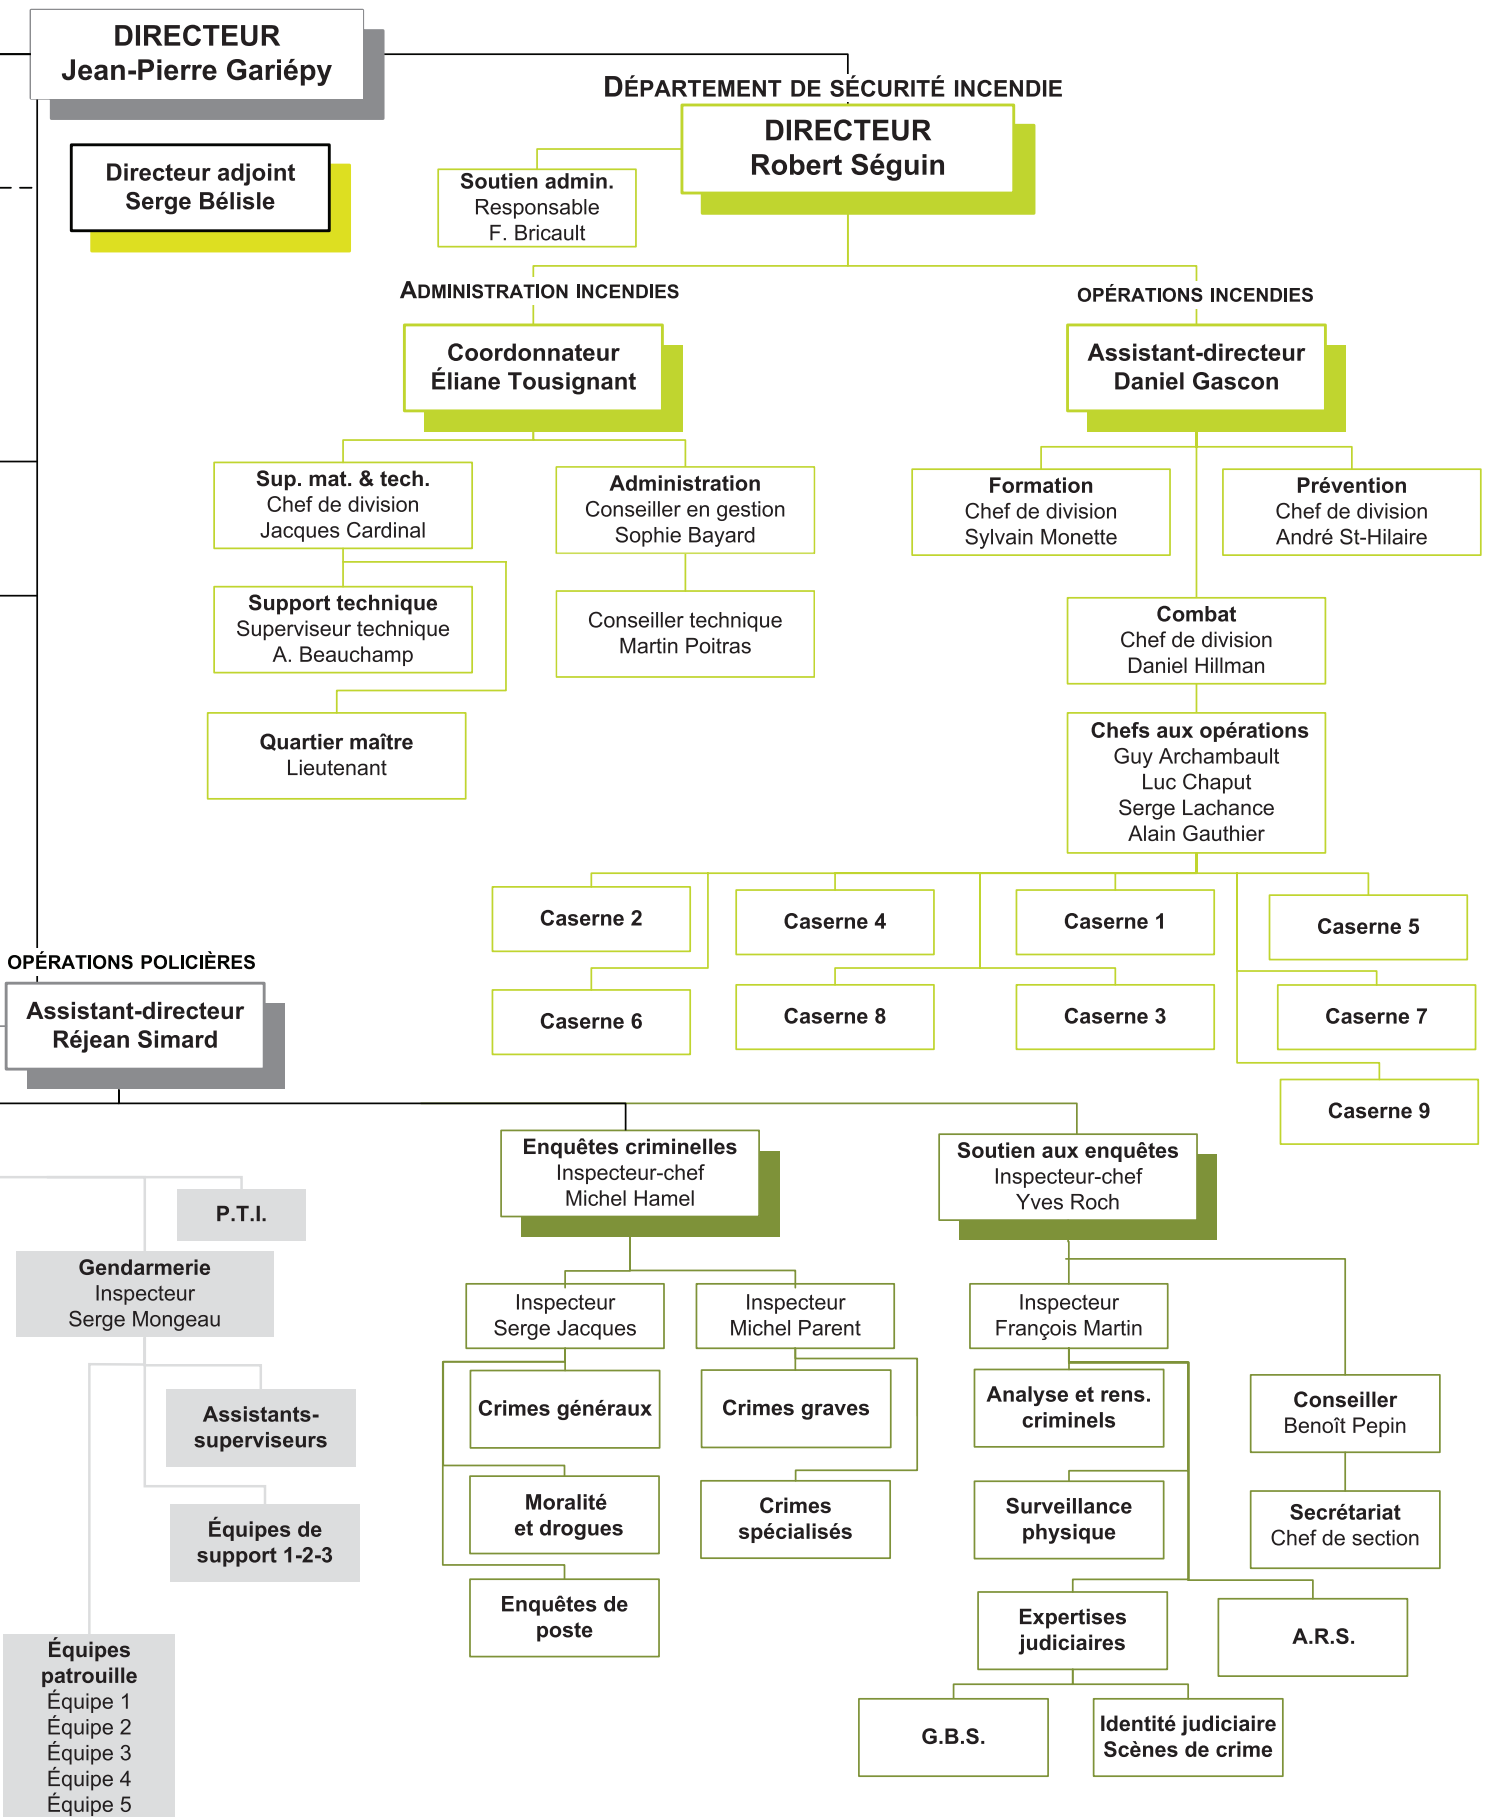 DIRECTEUR
Jean-Pierre Gariépy
Directeur adjoint
Serge Bélisle
DÉPARTEMENT DE SÉCURITÉ INCENDIE
DIRECTEUR
Robert Séguin
Soutien admin.
Responsable
F. Bricault
ADMINISTRATION INCENDIES
Coordonnateur
Éliane Tousignant
Sup. mat. & tech.
Chef de division
Jacques Cardinal
Administration
Conseiller en gestion
Sophie Bayard
Support technique
Superviseur technique
A. Beauchamp
Conseiller technique
Martin Poitras
Quartier maître
Lieutenant
OPÉRATIONS INCENDIES
Assistant-directeur
Daniel Gascon
Formation
Chef de division
Sylvain Monette
Prévention
Chef de division
André St-Hilaire
Combat
Chef de division
Daniel Hillman
Chefs aux opérations
Guy Archambault
Luc Chaput
Serge Lachance
Alain Gauthier
Caserne 2
Caserne 4
Caserne 1
Caserne 5
Caserne 6
Caserne 8
Caserne 3
Caserne 7
Caserne 9
OPÉRATIONS POLICIÈRES
Assistant-directeur
Réjean Simard
P.T.I.
Gendarmerie
Inspecteur
Serge Mongeau
Assistants-
superviseurs
Équipes de
support 1-2-3
Équipes
patrouille
Équipe 1
Équipe 2
Équipe 3
Équipe 4
Équipe 5
Enquêtes criminelles
Inspecteur-chef
Michel Hamel
Inspecteur
Serge Jacques
Inspecteur
Michel Parent
Crimes généraux
Crimes graves
Moralité
et drogues
Crimes
spécialisés
Enquêtes de
poste
Soutien aux enquêtes
Inspecteur-chef
Yves Roch
Inspecteur
François Martin
Analyse et rens.
criminels
Conseiller
Benoît Pepin
Surveillance
physique
Secrétariat
Chef de section
Expertises
judiciaires
A.R.S.
G.B.S.
Identité judiciaire
Scènes de crime